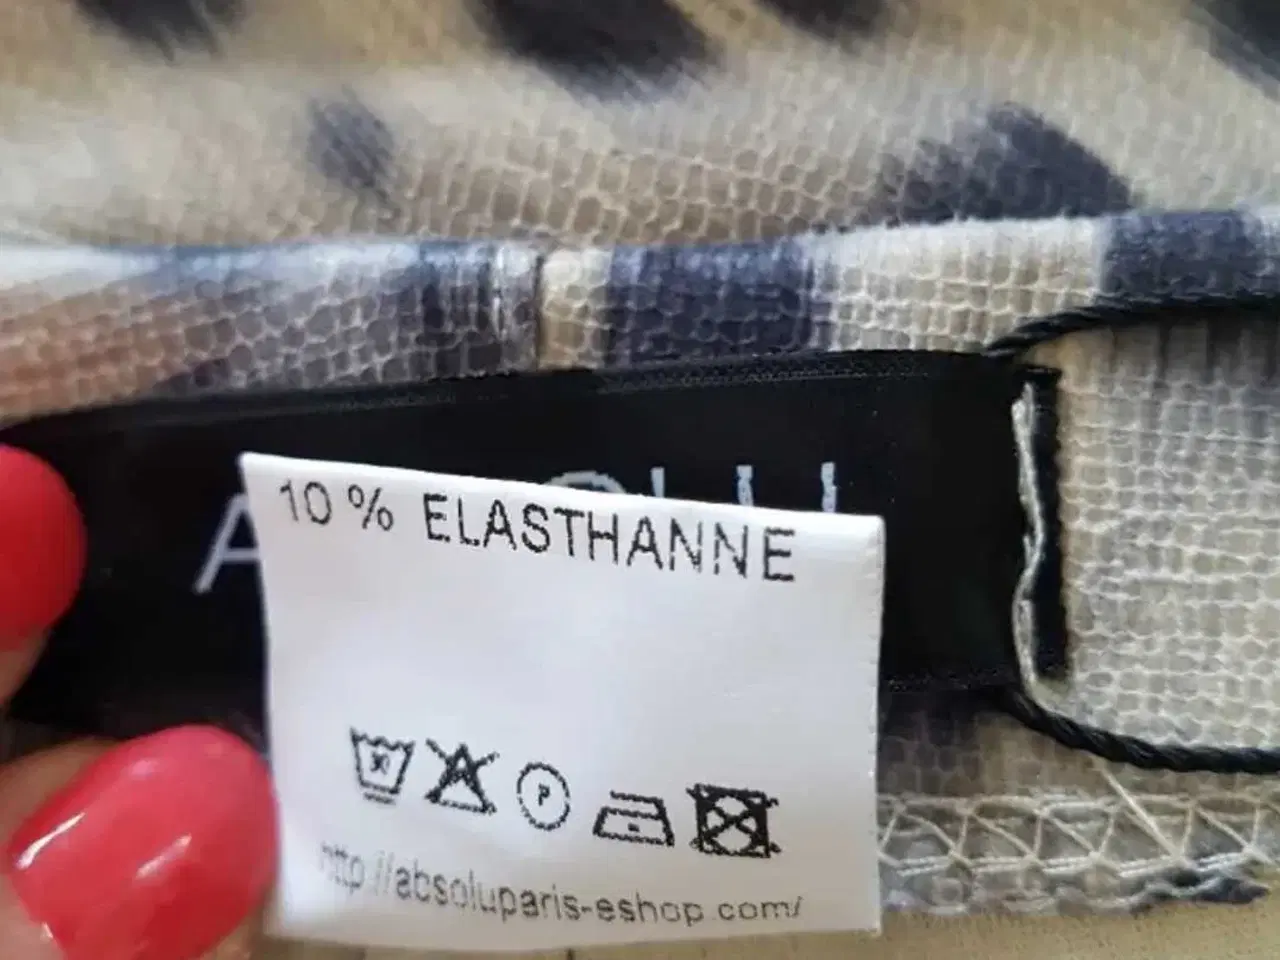 10 % ELASTHANNE
P
http://absoluparis-eshop.com/